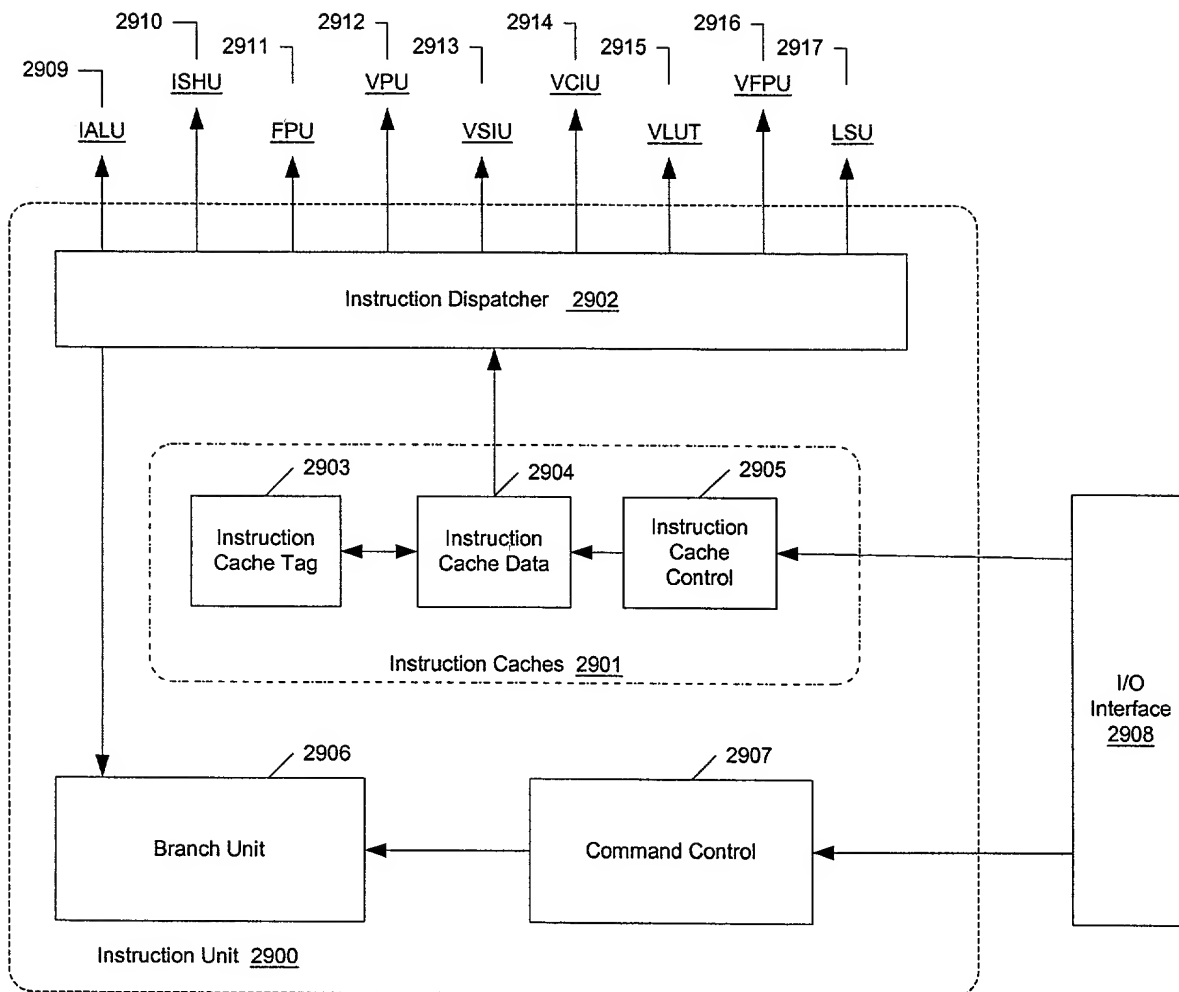 2910
2912
2914
2916
2909
2911
2913
2915
2917
ISHU
VPU
VCIU
VFPU
IALU
FPU
VSIU
VLUT
LSU
Instruction Dispatcher 2902
2903
2904
2905
Instruction
Cache Tag
Instruction
Cache Data
Instruction
Cache
Control
Instruction Caches 2901
I/O
Interface
2908
2906
2907
Branch Unit
Command Control
Instruction Unit 2900